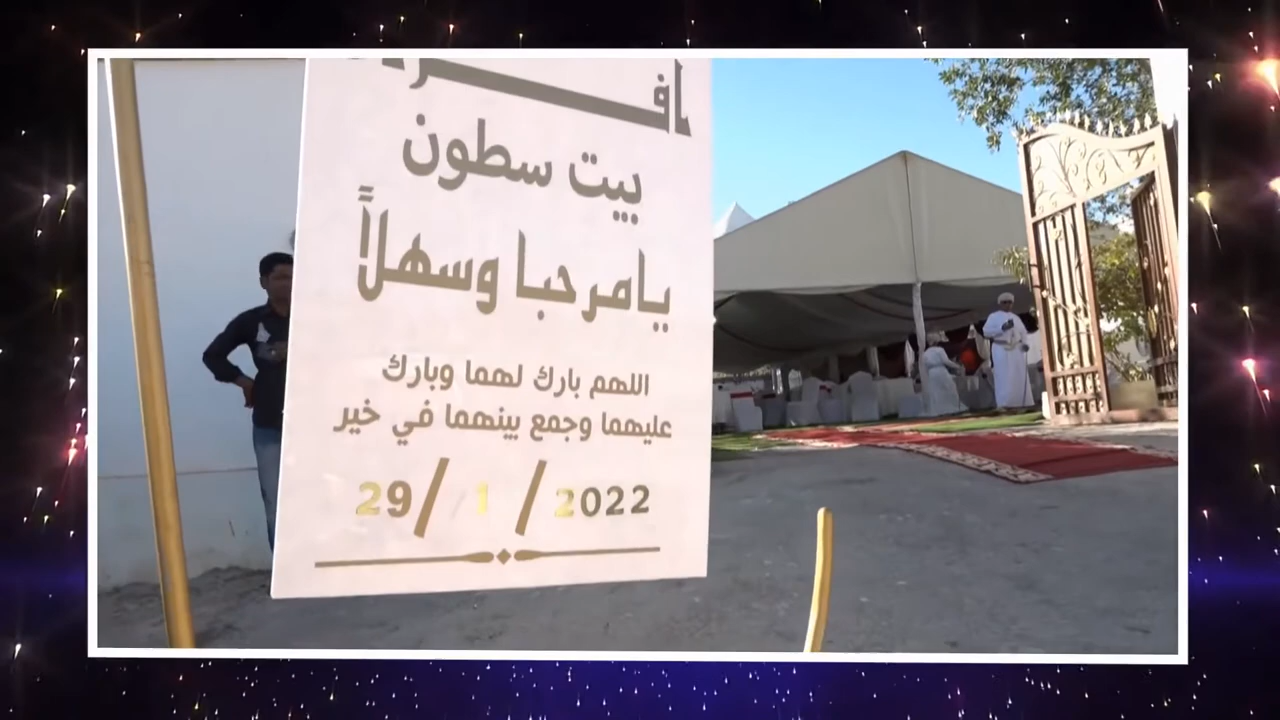 بيت سطون
يامرحبا وسهلاً
اللهم بارك لهما وبارك
عليهما وجمع بينهما في خير
29/1/2022